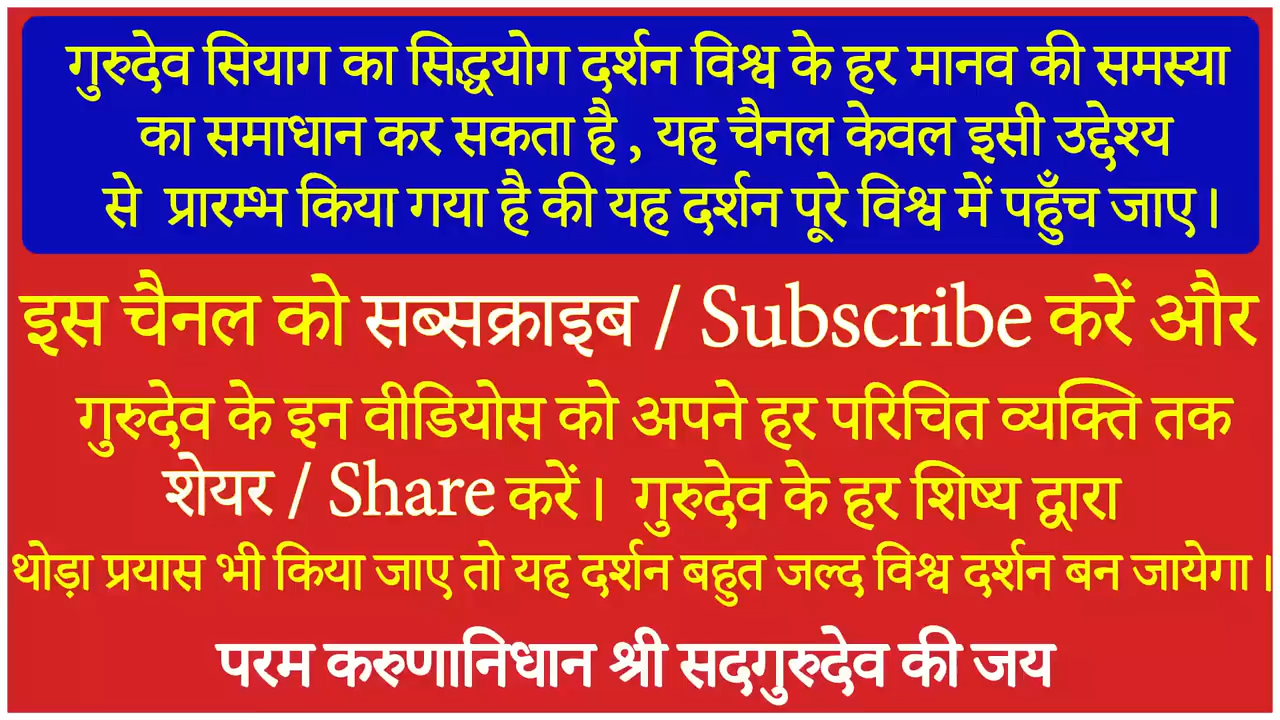 गुरुदेव सियाग का सिद्धयोग दर्शन विश्व के हर मानव की समस्या
का समाधान कर सकता है , यह चैनल केवल इसी उद्देश्य
से प्रारम्भ किया गया है की यह दर्शन पूरे विश्व में पहुँच जाए।
इस चैनल को सब्सक्राइब / Subscribe करें और
गुरुदेव के इन वीडियोस को अपने हर परिचित व्यक्ति तक
शेयर / Share करें। गुरुदेव के हर शिष्य द्वारा
थोड़ा प्रयास भी किया जाए तो यह दर्शन बहुत जल्द विश्व दर्शन बन जायेगा।
परम करुणानिधान श्री सदगुरुदेव की जय